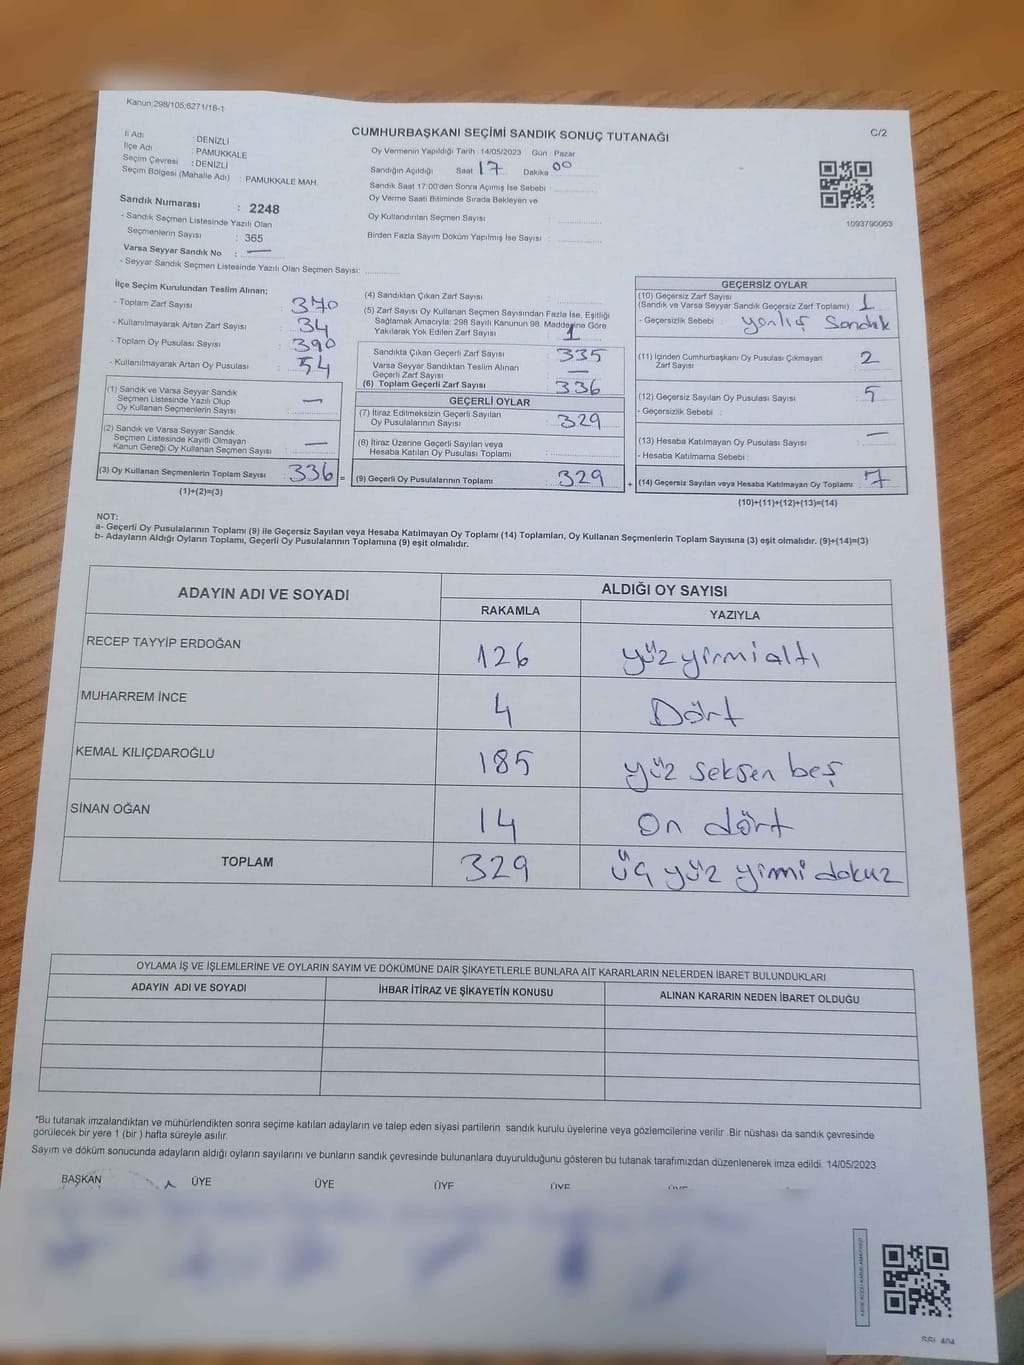 Kanun;298/105;6271/18-1
CUMHURBAŞKANI SEÇİMİ SANDIK SONUÇ TUTANAĞI
C/2
İl Adı : DENİZLİ
İlçe Adı : PAMUKKALE
Seçim Çevresi : DENİZLİ
Seçim Bölgesi (Mahalle Adı) : PAMUKKALE MAH.
Sandık Numarası : 2248
- Sandık Seçmen Listesinde Yazılı Olan
Seçmenlerin Sayısı : 365
Varsa Seyyar Sandık No : —
- Seyyar Sandık Seçmen Listesinde Yazılı Olan Seçmen Sayısı:
Oy Vermenin Yapıldığı Tarih : 14/05/2023 Gün : Pazar
Sandığın Açıldığı Saat 17 Dakika 00
Sandık Saat 17:00'den Sonra Açımış İse Sebebi :
Oy Verme Saati Bitiminde Sırada Bekleyen ve
Oy Kullandırılan Seçmen Sayısı :
Birden Fazla Sayım Döküm Yapılmış İse Sayısı :
1093790063
İlçe Seçim Kurulundan Teslim Alınan;
- Toplam Zarf Sayısı : 370
- Kullanılmayarak Artan Zarf Sayısı : 34
- Toplam Oy Pusulası Sayısı : 390
- Kullanılmayarak Artan Oy Pusulası : 54
(1) Sandık ve Varsa Seyyar Sandık
Seçmen Listesinde Yazılı Olup
Oy Kullanan Seçmenlerin Sayısı : —
(2) Sandık ve Varsa Seyyar Sandık
Seçmen Listesinde Kayıtlı Olmayan
Kanun Gereği Oy Kullanan Seçmen Sayısı : —
(3) Oy Kullanan Seçmenlerin Toplam Sayısı : 336 =
(1)+(2)=(3)
(4) Sandıktan Çıkan Zarf Sayısı :
(5) Zarf Sayısı Oy Kullanan Seçmen Sayısından Fazla İse, Eşitliği
Sağlamak Amacıyla; 298 Sayılı Kanunun 98. Maddesine Göre
Yakılarak Yok Edilen Zarf Sayısı : 1
Sandıkta Çıkan Geçerli Zarf Sayısı : 335
Varsa Seyyar Sandıktan Teslim Alınan
Geçerli Zarf Sayısı : —
(6) Toplam Geçerli Zarf Sayısı : 336
GEÇERLİ OYLAR
(7) İtiraz Edilmeksizin Geçerli Sayılan
Oy Pusulalarının Sayısı : 329
(8) İtiraz Üzerine Geçerli Sayılan veya
Hesaba Katılan Oy Pusulası Toplamı :
(9) Geçerli Oy Pusulalarının Toplamı : 329 +
GEÇERSİZ OYLAR
(10) Geçersiz Zarf Sayısı
(Sandık ve Varsa Seyyar Sandık Geçersiz Zarf Toplamı) : 1
- Geçersizlik Sebebi : yanlış Sandık
(11) İçinden Cumhurbaşkanı Oy Pusulası Çıkmayan
Zarf Sayısı : 2
(12) Geçersiz Sayılan Oy Pusulası Sayısı : 5
- Geçersizlik Sebebi :
(13) Hesaba Katılmayan Oy Pusulası Sayısı : —
- Hesaba Katılmama Sebebi :
(14) Geçersiz Sayılan veya Hesaba Katılmayan Oy Toplamı : 7
(10)+(11)+(12)+(13)=(14)
NOT:
a- Geçerli Oy Pusulalarının Toplamı (9) ile Geçersiz Sayılan veya Hesaba Katılmayan Oy Toplamı (14) Toplamları, Oy Kullanan Seçmenlerin Toplam Sayısına (3) eşit olmalıdır. (9)+(14)=(3)
b- Adayların Aldığı Oyların Toplamı, Geçerli Oy Pusulalarının Toplamına (9) eşit olmalıdır.
ADAYIN ADI VE SOYADI ALDIĞI OY SAYISI
RAKAMLA YAZIYLA
RECEP TAYYİP ERDOĞAN 126 yüz yirmi altı
MUHARREM İNCE 4 Dört
KEMAL KILIÇDAROĞLU 185 yüz seksen beş
SİNAN OĞAN 14 on dört
TOPLAM 329 üç yüz yirmi dokuz
OYLAMA İŞ VE İŞLEMLERİNE VE OYLARIN SAYIM VE DÖKÜMÜNE DAİR ŞİKAYETLERLE BUNLARA AİT KARARLARIN NELERDEN İBARET BULUNDUKLARI
ADAYIN ADI VE SOYADI İHBAR İTİRAZ VE ŞİKAYETİN KONUSU ALINAN KARARIN NEDEN İBARET OLDUĞU
*Bu tutanak imzalandıktan ve mühürlendikten sonra seçime katılan adayların ve talep eden siyasi partilerin sandık kurulu üyelerine veya gözlemcilerine verilir .Bir nüshası da sandık çevresinde
görülecek bir yere 1 (bir ) hafta süreyle asılır.
Sayım ve döküm sonucunda adayların aldığı oyların sayılarını ve bunların sandık çevresinde bulunanlara duyurulduğunu gösteren bu tutanak tarafımızdan düzenlenerek imza edildi. 14/05/2023
BAŞKAN ÜYE ÜYE ÜYE ÜYE ÜYE